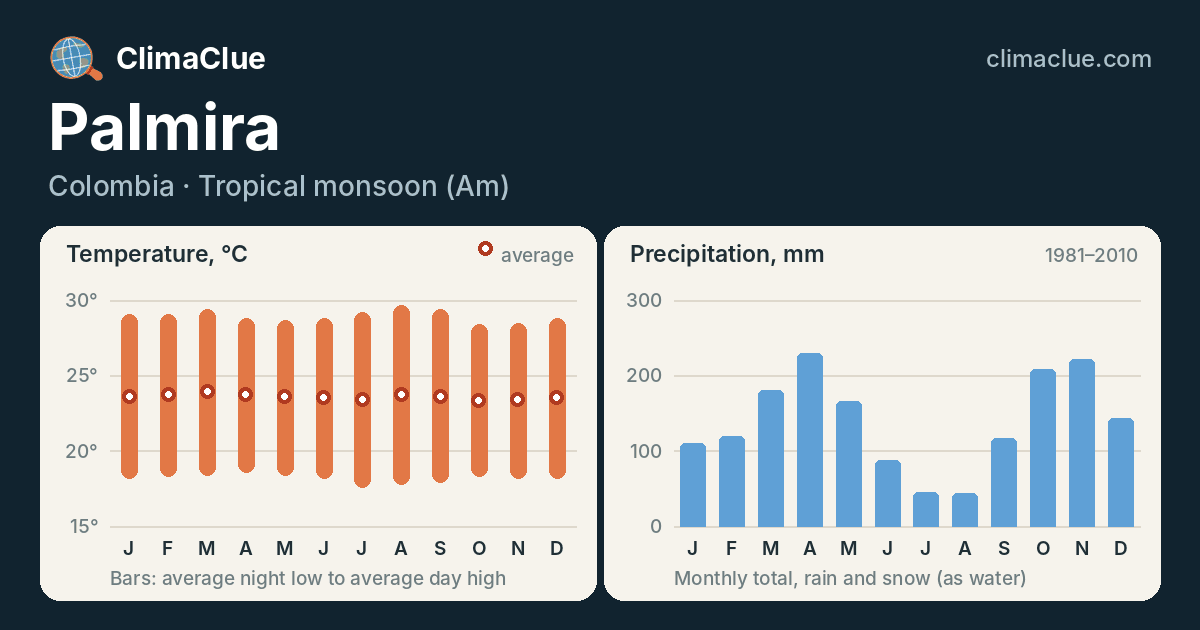 ClimaClue
climaclue.com
Palmira
Colombia · Tropical monsoon (Am)
Temperature, °C
average
30°
25°
20°
15°
J F M A M J J A S O N D
Bars: average night low to average day high
Precipitation, mm
1981–2010
300
200
100
0
J F M A M J J A S O N D
Monthly total, rain and snow (as water)